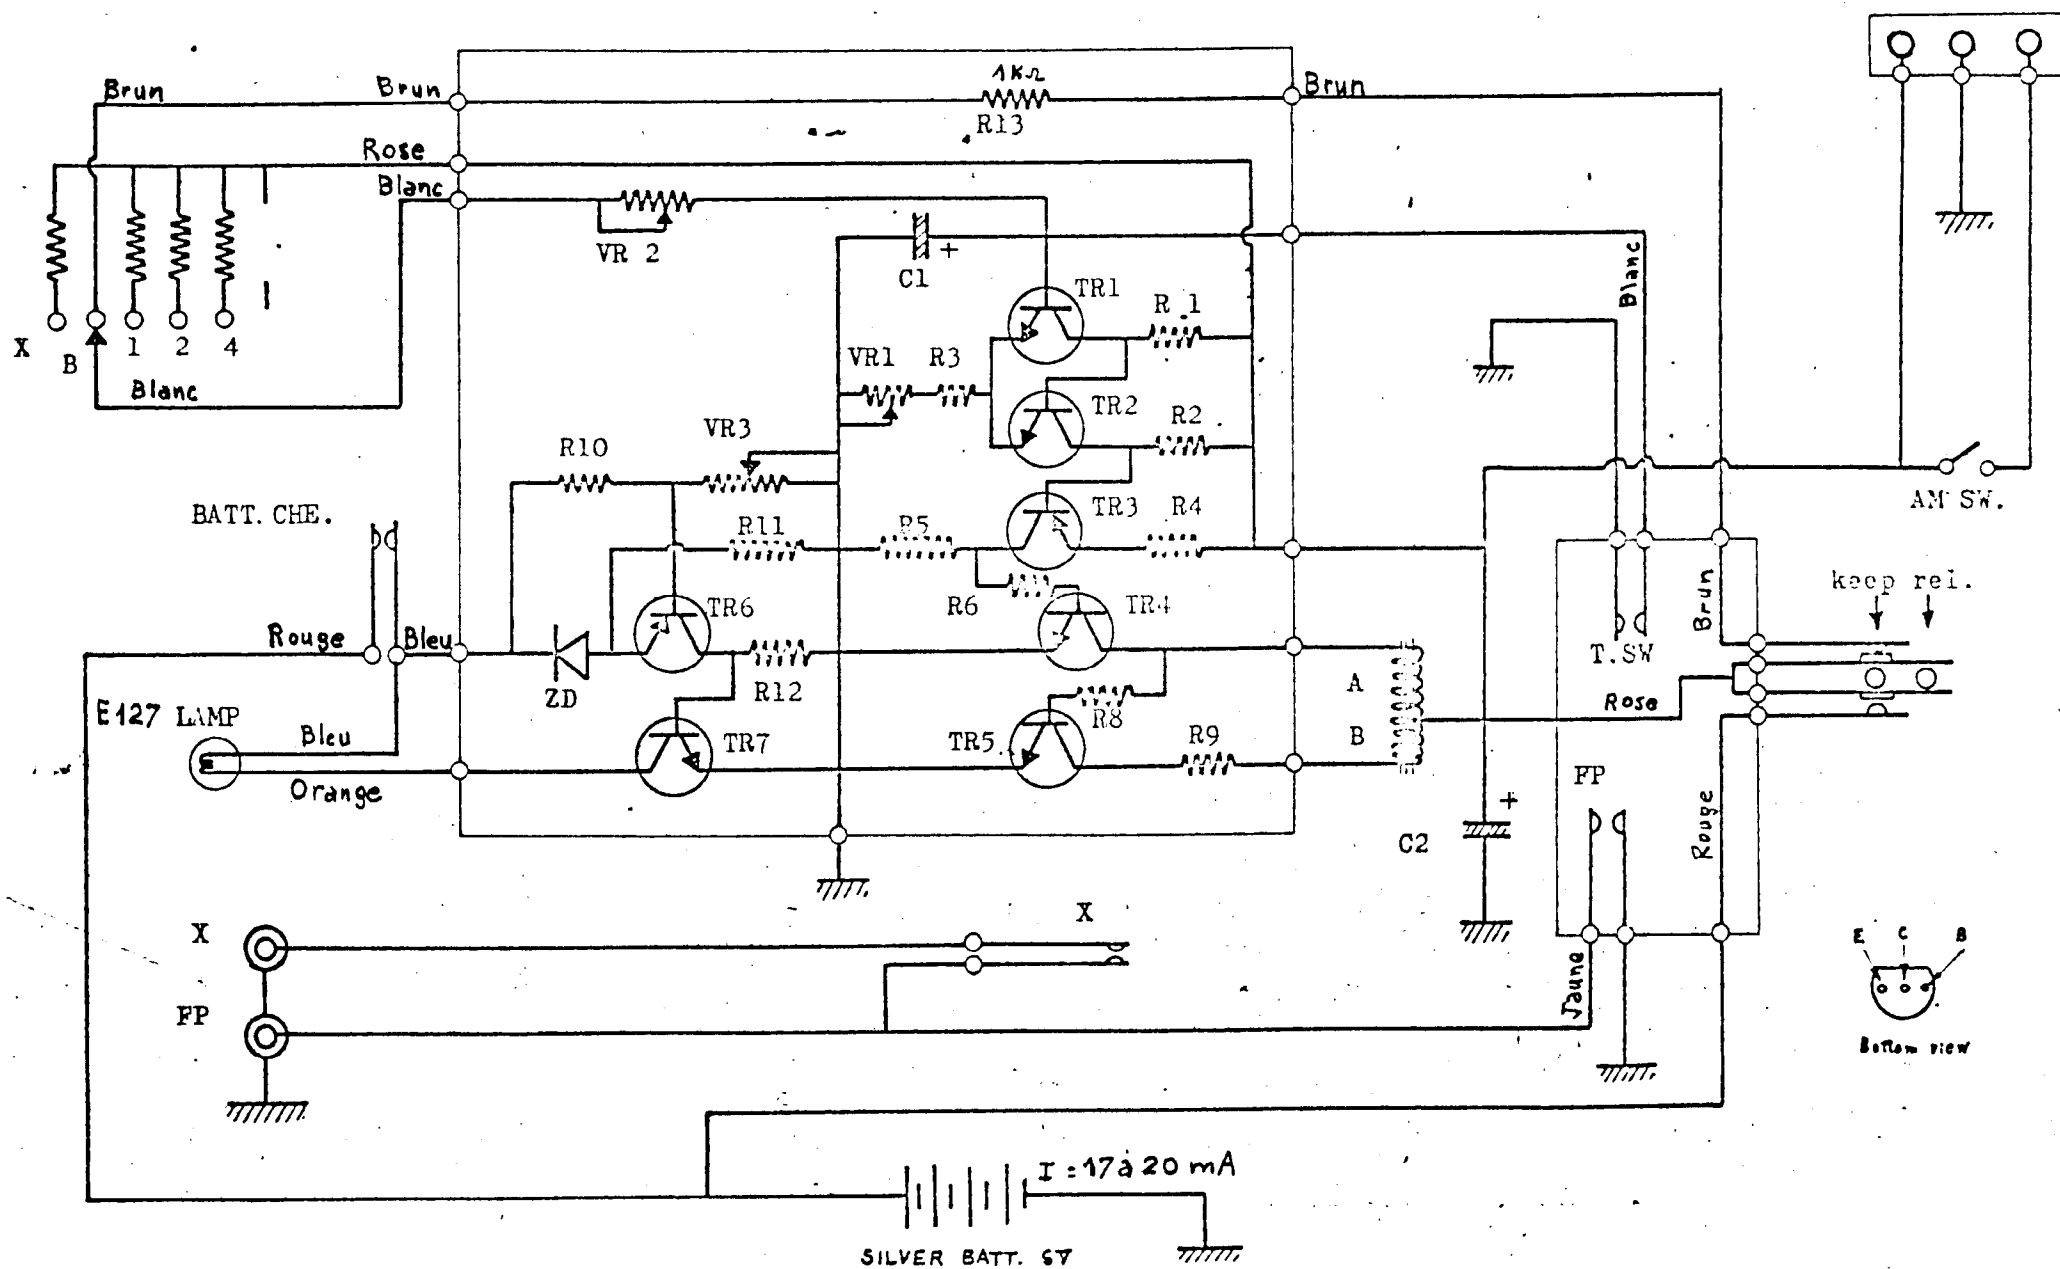 Brun
Brun
1KΩ
R13
Brun
Rose
Blanc
VR 2
C1
+
TR1
R 1
Blanc
X
B
1
2
4
Blanc
VR1
R3
TR2
R2
VR3
R10
BATT. CHE.
R11
R5
TR3
R4
AM SW.
R6
TR6
TR4
Brun
keep rel.
Rouge
Bleu
ZD
R12
T.SW
A
Rose
E127 LAMP
Bleu
TR7
TR5
R8
R9
B
FP
Orange
+
C2
Rouge
X
X
E
C
B
FP
Jaune
Bottom view
I = 17 à 20 mA
SILVER BATT. 6V